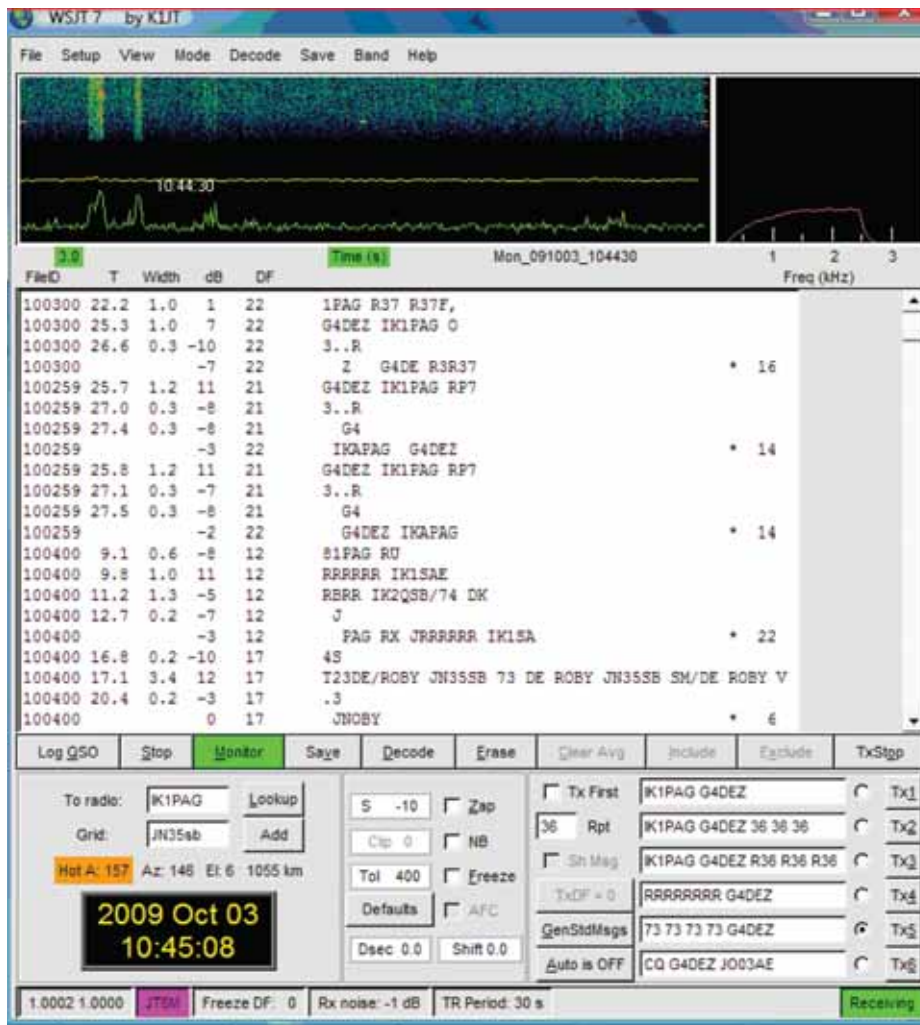 WSJT 7 by K1JT
File Setup View Mode Decode Save Band Help
10:44:30
3.0 Time (s) Mon_091003_104430 1 2 3
FileID T Width dB DF Freq (kHz)
100300 22.2 1.0 1 22 1PAG R37 R37F,
100300 25.3 1.0 7 22 G4DEZ IK1PAG O
100300 26.6 0.3 -10 22 3..R
100300 -7 22 Z G4DE R3R37 * 16
100259 25.7 1.2 11 21 G4DEZ IK1PAG RP7
100259 27.0 0.3 -8 21 3..R
100259 27.4 0.3 -8 21 G4
100259 -3 22 IKAPAG G4DEZ * 14
100259 25.8 1.2 11 21 G4DEZ IK1PAG RP7
100259 27.1 0.3 -7 21 3..R
100259 27.5 0.3 -8 21 G4
100259 -2 22 G4DEZ IKAPAG * 14
100400 9.1 0.6 -8 12 81PAG RU
100400 9.8 1.0 11 12 RRRRRR IK1SAE
100400 11.2 1.3 -5 12 RBRR IK2QSB/74 DK
100400 12.7 0.2 -7 12 J
100400 -3 12 PAG RX JRRRRRR IK1SA * 22
100400 16.8 0.2 -10 17 4S
100400 17.1 3.4 12 17 T23DE/ROBY JN35SB 73 DE ROBY JN35SB SM/DE ROBY V
100400 20.4 0.2 -3 17 .3
100400 0 17 JNOBY * 6
Log QSO Stop Monitor Save Decode Erase Clear Avg Include Exclude TxStop
To radio: IK1PAG Lookup
Grid: JN35sb Add
Hot A: 157 Az: 146 El: 6 1055 km
2009 Oct 03
10:45:08
S -10 Zap
Clip 0 NB
Tol 400 Freeze
Defaults AFC
Dsec 0.0 Shift 0.0
Tx First IK1PAG G4DEZ Tx1
36 Rpt IK1PAG G4DEZ 36 36 36 Tx2
Sh Msg IK1PAG G4DEZ R36 R36 R36 Tx3
TxDF = 0 RRRRRRRR G4DEZ Tx4
GenStdMsgs 73 73 73 73 G4DEZ Tx5
Auto is OFF CQ G4DEZ JO03AE Tx6
1.0002 1.0000 JT6M Freeze DF: 0 Rx noise: -1 dB TR Period: 30 s Receiving